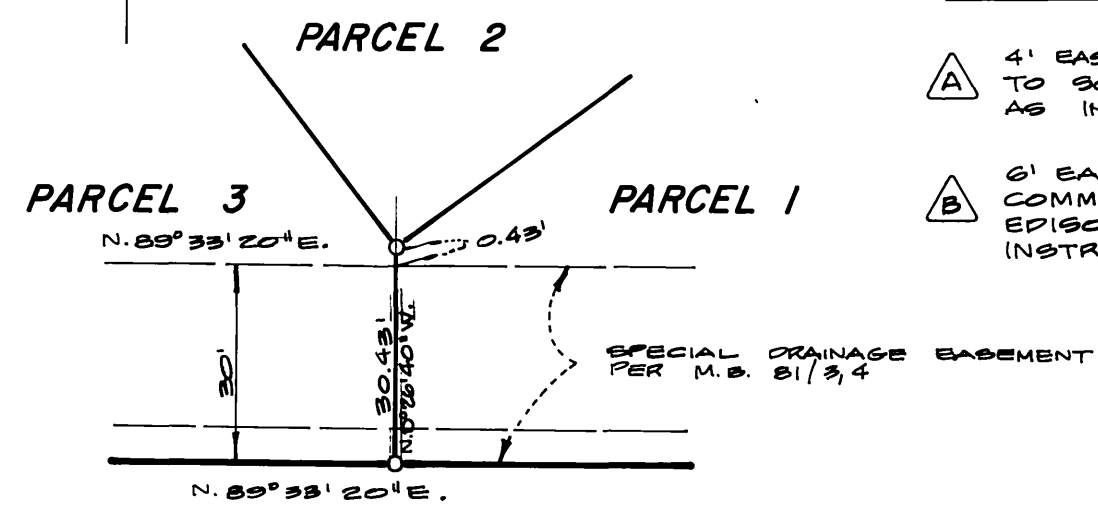 PARCEL 2
4' EAS
A
TO SO
AS IN
PARCEL 3
PARCEL 1
6' EA
B
COMM
EDISO
INSTR
N. 89° 33' 20" E.
0.43'
30'
30.43'
N. 0° 26' 40" W.
SPECIAL DRAINAGE EASEMENT
PER M.B. 81/3,4
N. 89° 33' 20" E.